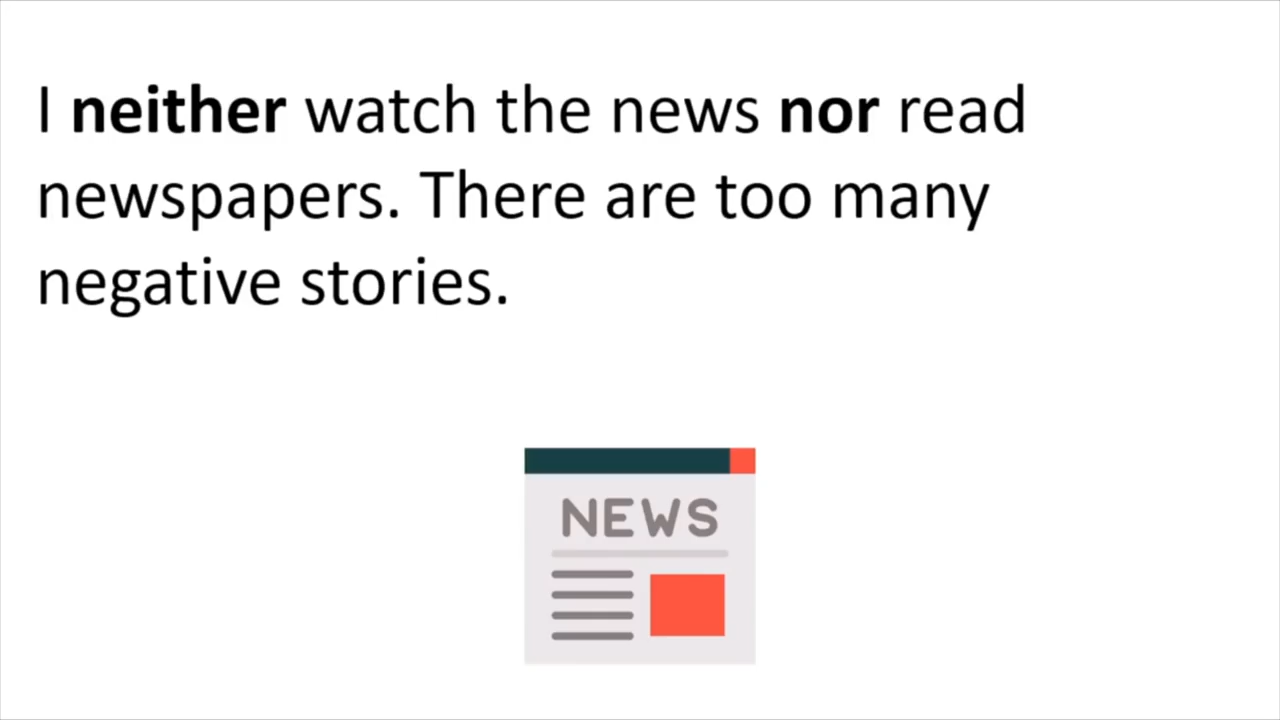 I neither watch the news nor read
newspapers. There are too many
negative stories.
NEWS